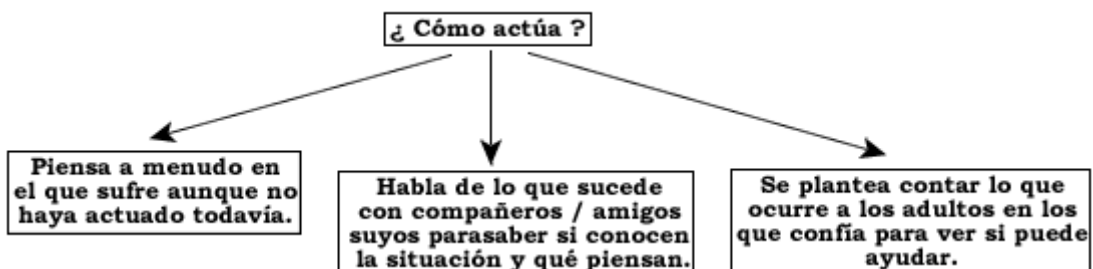 ¿ Cómo actúa ?
Piensa a menudo en
el que sufre aunque no
haya actuado todavía.
Habla de lo que sucede
con compañeros / amigos
suyos parasaber si conocen
la situación y qué piensan.
Se plantea contar lo que
ocurre a los adultos en los
que confía para ver si puede
ayudar.